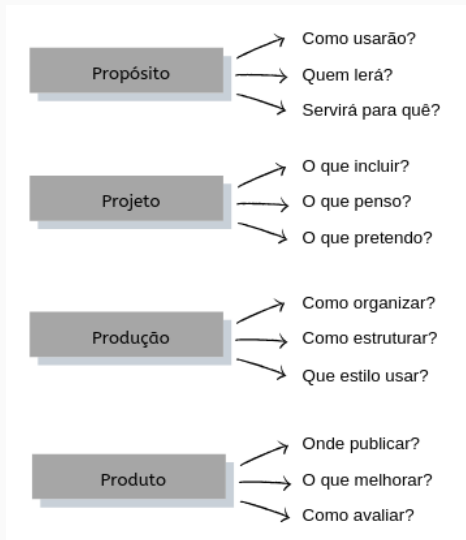 Propósito
Como usarão?
Quem lerá?
Servirá para quê?
Projeto
O que incluir?
O que penso?
O que pretendo?
Produção
Como organizar?
Como estruturar?
Que estilo usar?
Produto
Onde publicar?
O que melhorar?
Como avaliar?